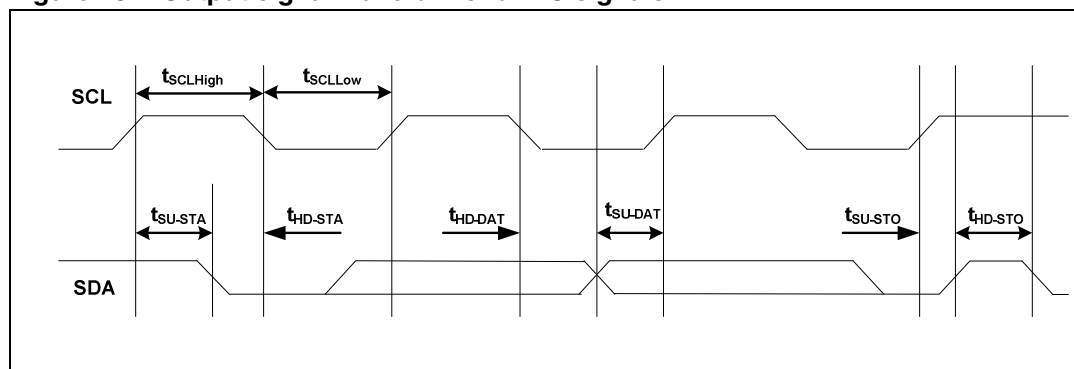 tSCLHigh
tSCLLow
SCL
tSU-STA
tHD-STA
tHD-DAT
tSU-DAT
tSU-STO
tHD-STO
SDA